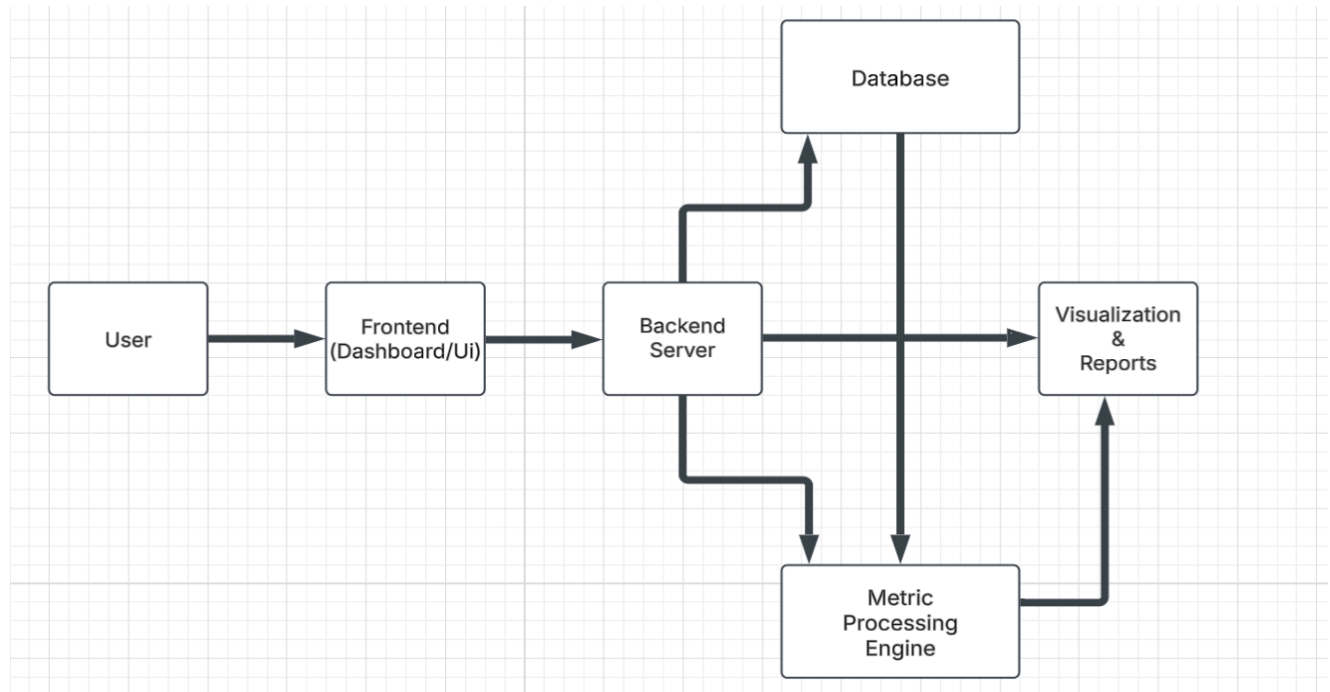 Database
User
Frontend
(Dashboard/Ui)
Backend
Server
Visualization
&
Reports
Metric
Processing
Engine